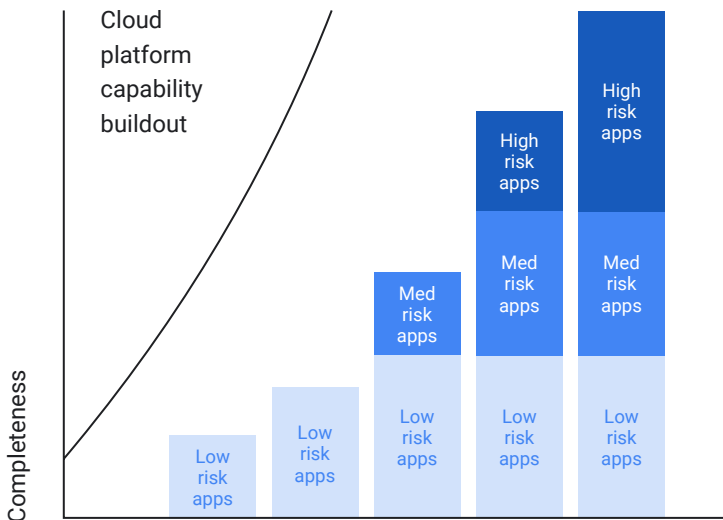 Cloud
platform
capability
buildout
Completeness
Low
risk
apps
Low
risk
apps
Med
risk
apps
Low
risk
apps
High
risk
apps
Med
risk
apps
Low
risk
apps
High
risk
apps
Med
risk
apps
Low
risk
apps